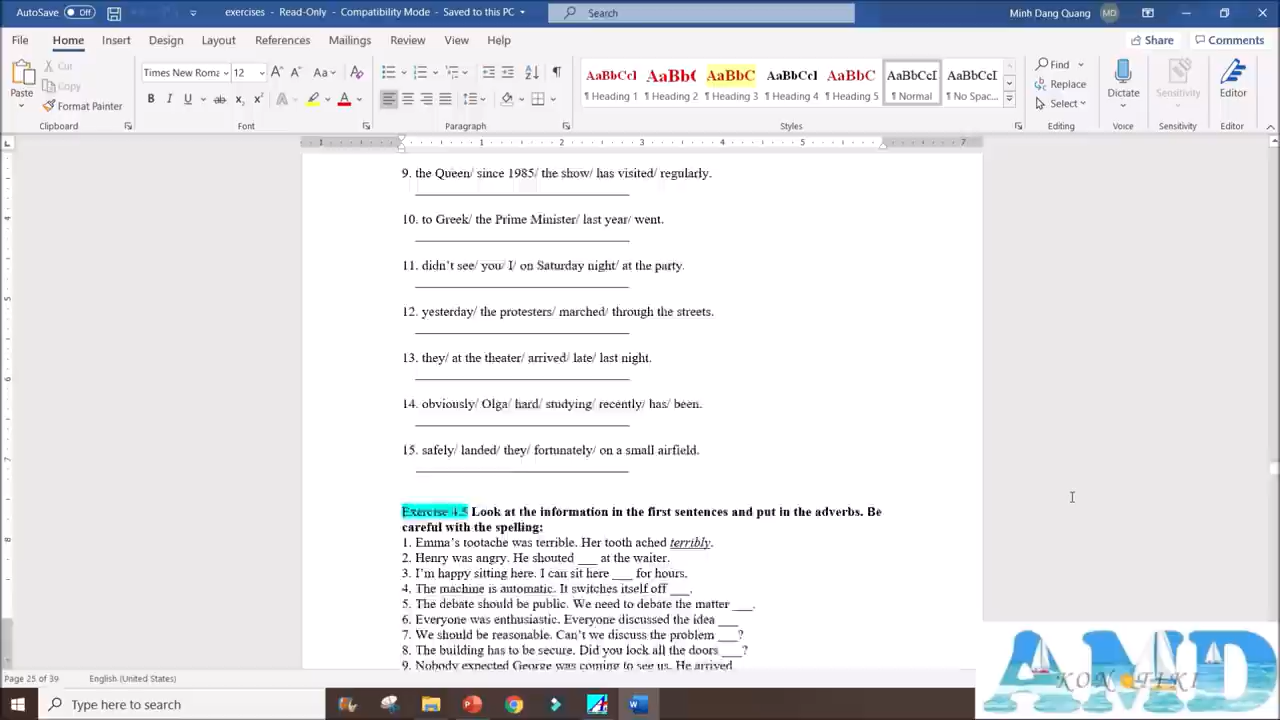 AutoSave Off exercises - Read-Only - Compatibility Mode - Saved to this PC Search Minh Dang Quang MD
File Home Insert Design Layout References Mailings Review View Help Share Comments
Paste Cut Copy Format Painter
Times New Roma 12
AaBbCcI AaBbC AaBbC AaBbCcI AaBbC AaBbCcI AaBbCcI
¶ Heading 1 ¶ Heading 2 ¶ Heading 3 ¶ Heading 4 ¶ Heading 5 ¶ Normal ¶ No Spac...
Find Replace Select Dictate Sensitivity Editor
Clipboard Font Paragraph Styles Editing Voice Sensitivity Editor
9. the Queen/ since 1985/ the show/ has visited/ regularly.
10. to Greek/ the Prime Minister/ last year/ went.
11. didn't see/ you/ I/ on Saturday night/ at the party.
12. yesterday/ the protesters/ marched/ through the streets.
13. they/ at the theater/ arrived/ late/ last night.
14. obviously/ Olga/ hard/ studying/ recently/ has/ been.
15. safely/ landed/ they/ fortunately/ on a small airfield.
Exercise 4.5 Look at the information in the first sentences and put in the adverbs. Be
careful with the spelling:
1. Emma's tootache was terrible. Her tooth ached terribly.
2. Henry was angry. He shouted ___ at the waiter.
3. I'm happy sitting here. I can sit here ___ for hours.
4. The machine is automatic. It switches itself off ___.
5. The debate should be public. We need to debate the matter ___.
6. Everyone was enthusiastic. Everyone discussed the idea ___
7. We should be reasonable. Can't we discuss the problem ___?
8. The building has to be secure. Did you lock all the doors ___?
9. Nobody expected George was coming to see us. He arrived
AMD
KON TIKI
Page 25 of 39 English (United States)
Type here to search